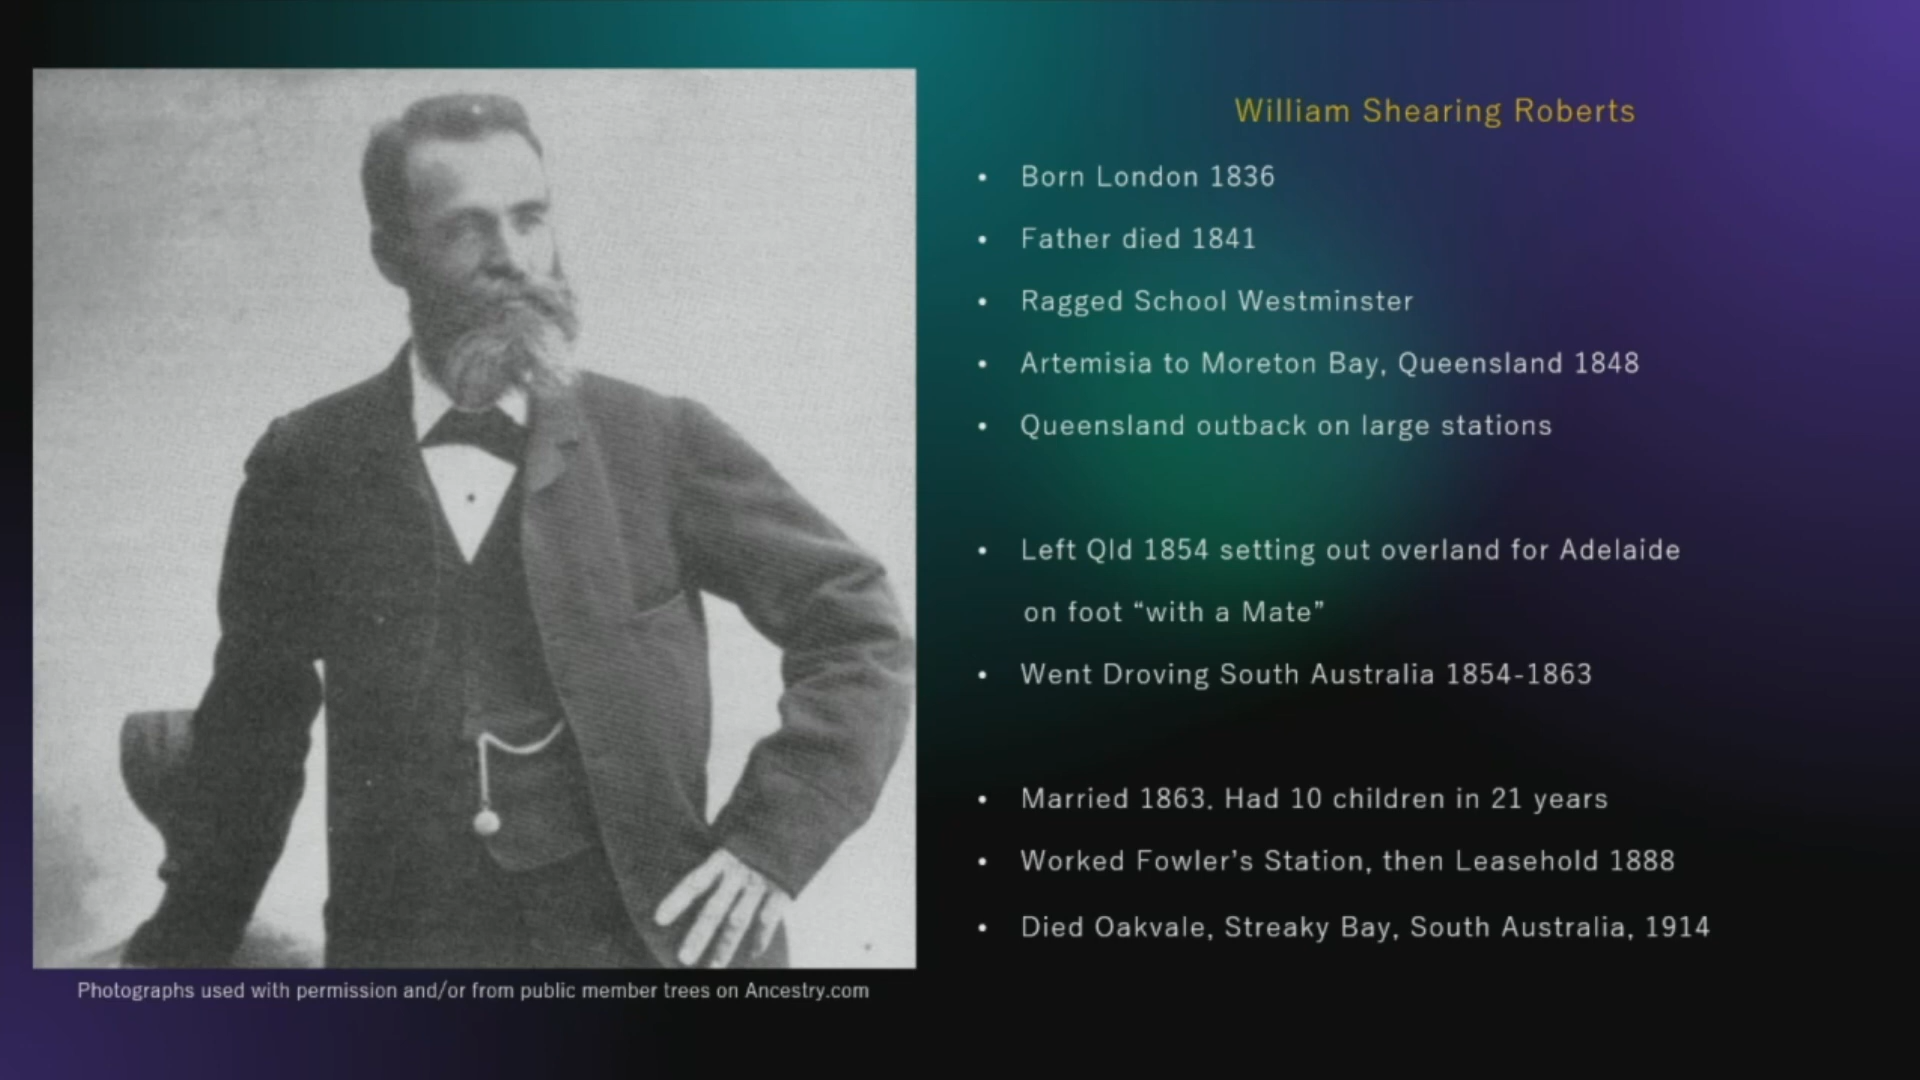 William Shearing Roberts
• Born London 1836
• Father died 1841
• Ragged School Westminster
• Artemisia to Moreton Bay, Queensland 1848
• Queensland outback on large stations
• Left Qld 1854 setting out overland for Adelaide
on foot “with a Mate”
• Went Droving South Australia 1854-1863
• Married 1863. Had 10 children in 21 years
• Worked Fowler’s Station, then Leasehold 1888
• Died Oakvale, Streaky Bay, South Australia, 1914
Photographs used with permission and/or from public member trees on Ancestry.com